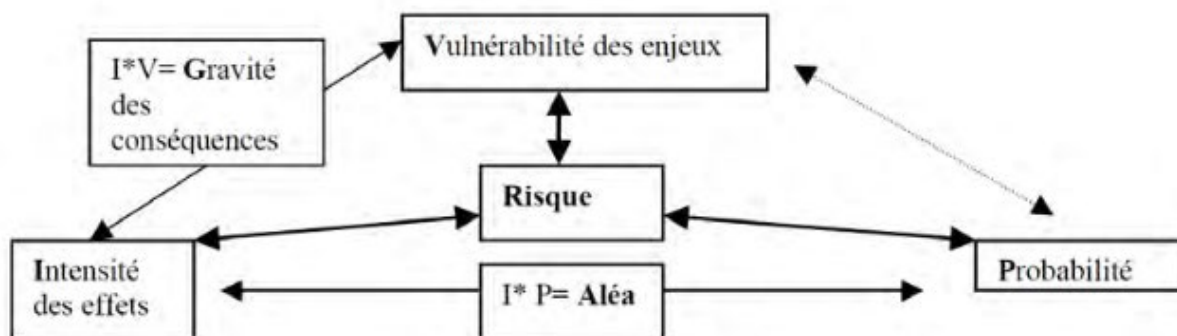 Vulnérabilité des enjeux
I*V= Gravité
des
conséquences
Risque
Intensité
des effets
I* P= Aléa
Probabilité